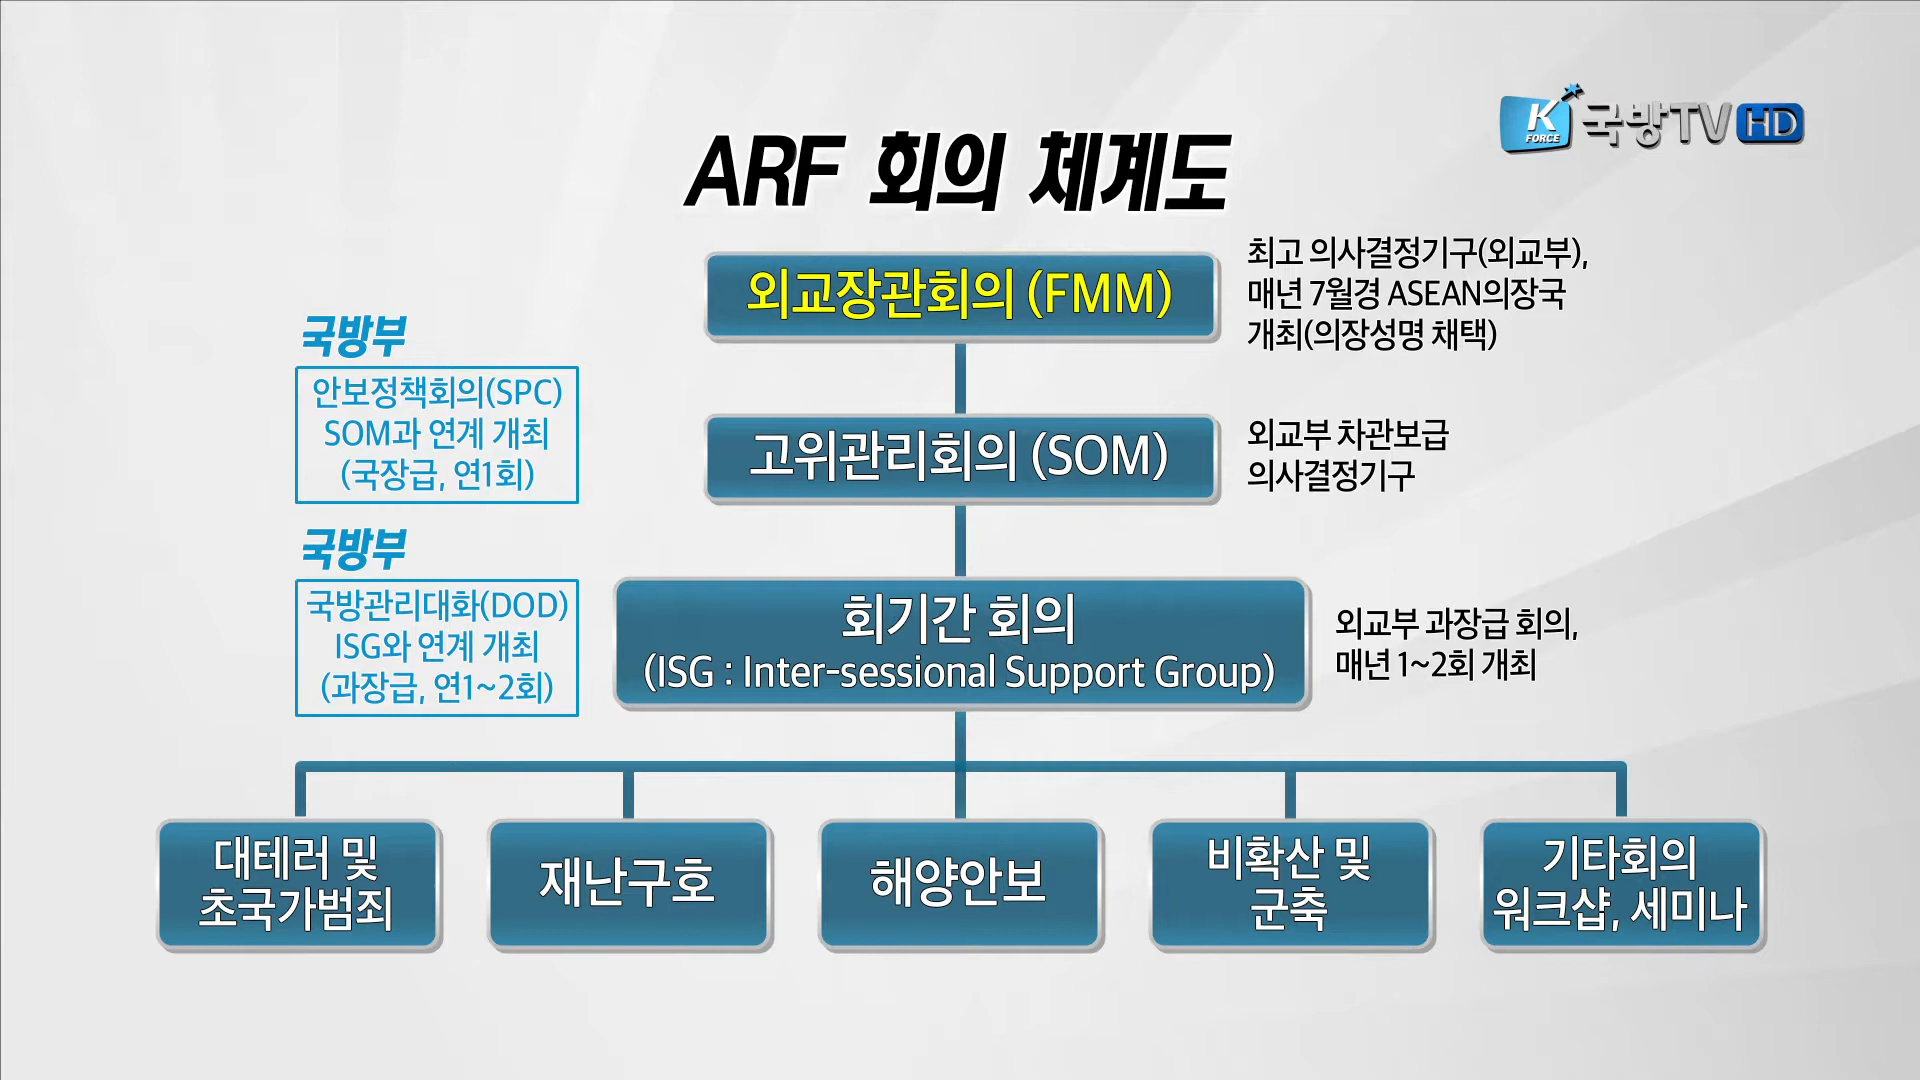 K FORCE 국방TV HD
ARF 회의 체계도
외교장관회의 (FMM)
최고 의사결정기구(외교부),
매년 7월경 ASEAN의장국
개최(의장성명 채택)
국방부
안보정책회의(SPC)
SOM과 연계 개최
(국장급, 연1회)
고위관리회의 (SOM)
외교부 차관보급
의사결정기구
국방부
국방관리대화(DOD)
ISG와 연계 개최
(과장급, 연1~2회)
회기간 회의
(ISG : Inter-sessional Support Group)
외교부 과장급 회의,
매년 1~2회 개최
대테러 및
초국가범죄
재난구호
해양안보
비확산 및
군축
기타회의
워크샵, 세미나